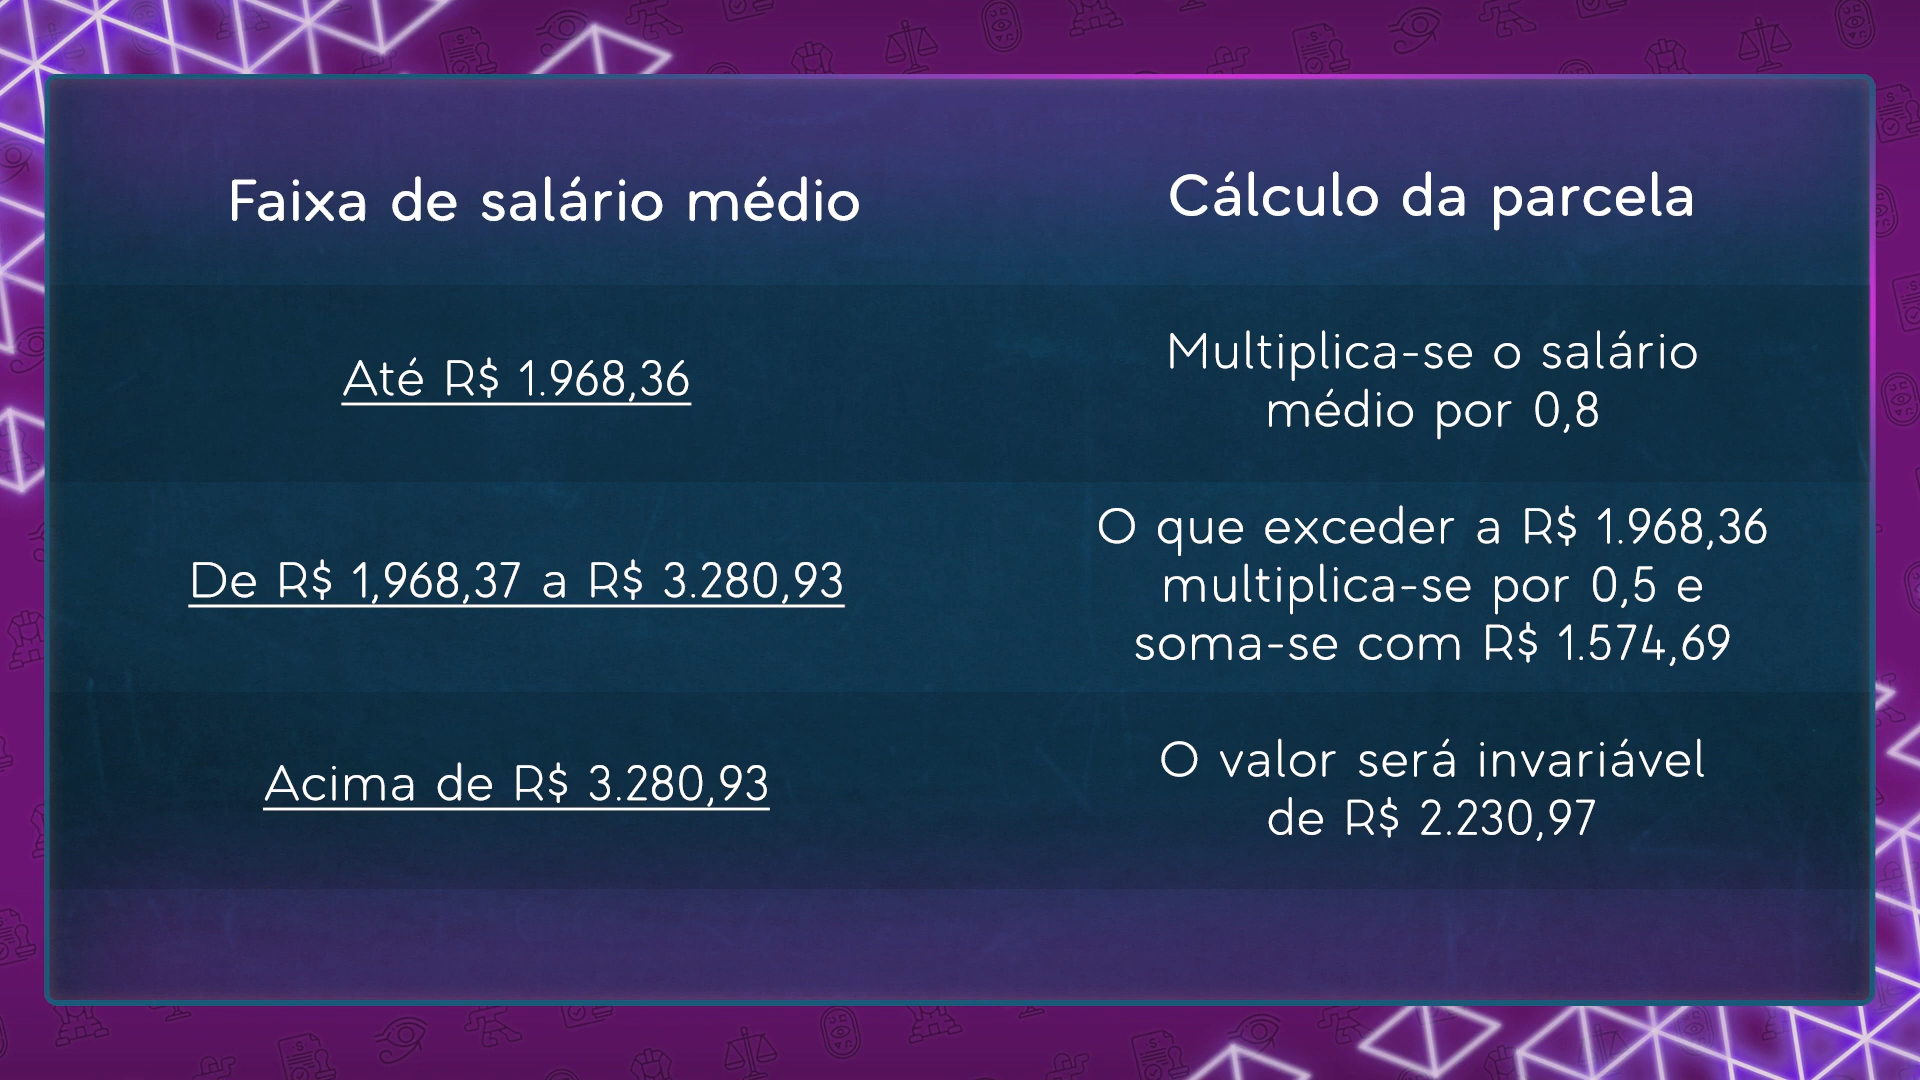 Faixa de salário médio
Cálculo da parcela
Até R$ 1.968,36
Multiplica-se o salário
médio por 0,8
De R$ 1,968,37 a R$ 3.280,93
O que exceder a R$ 1.968,36
multiplica-se por 0,5 e
soma-se com R$ 1.574,69
Acima de R$ 3.280,93
O valor será invariável
de R$ 2.230,97